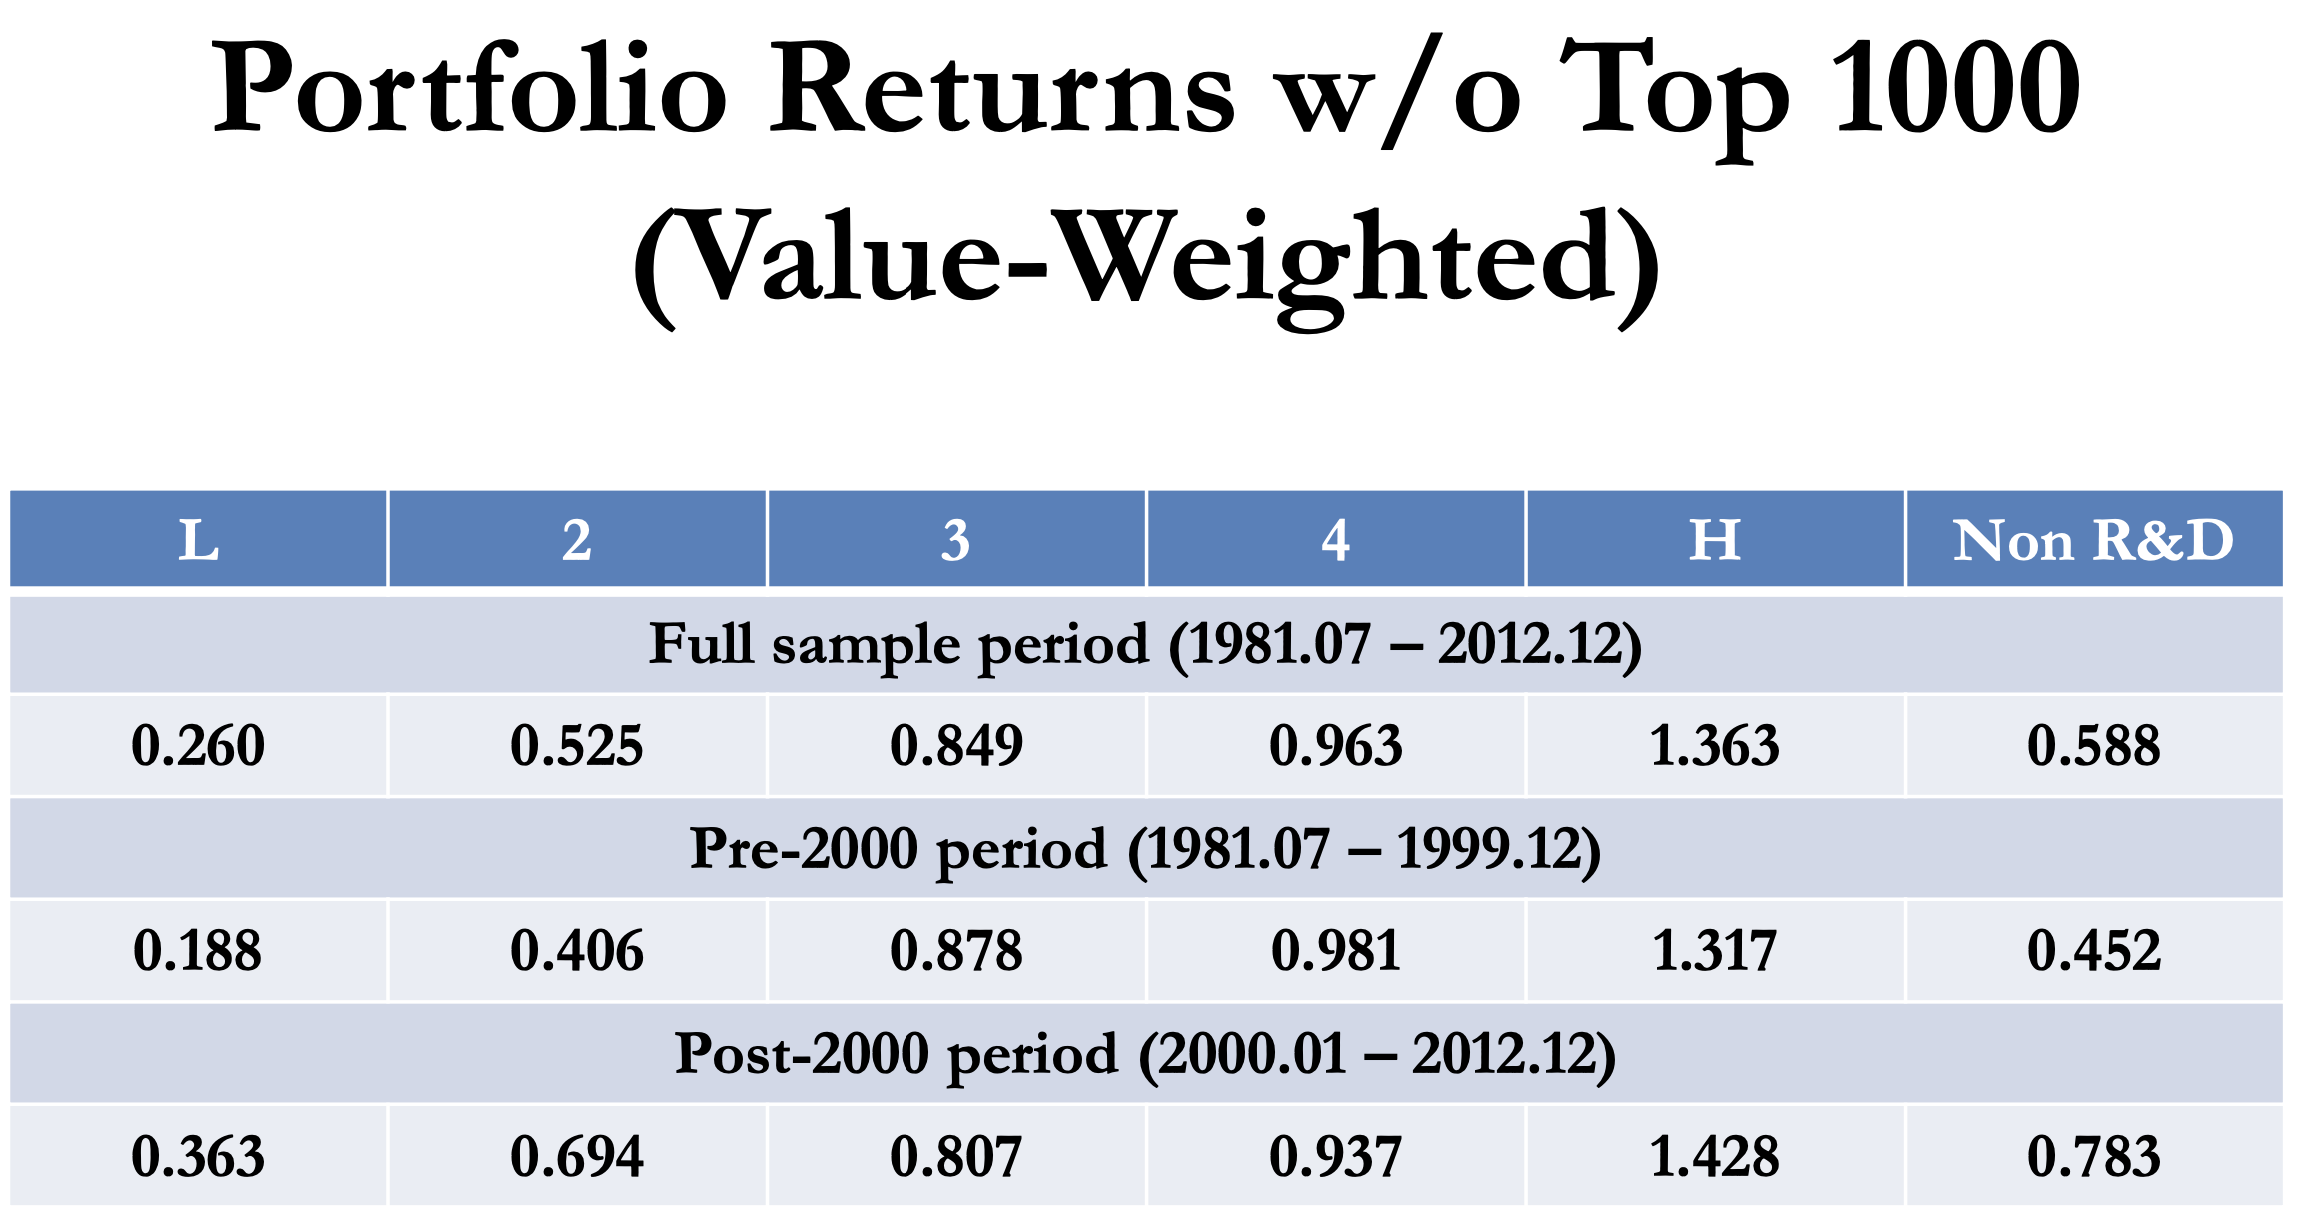 Portfolio Returns w/o Top 1000
(Value-Weighted)
L 2 3 4 H Non R&D
Full sample period (1981.07 – 2012.12)
0.260 0.525 0.849 0.963 1.363 0.588
Pre-2000 period (1981.07 – 1999.12)
0.188 0.406 0.878 0.981 1.317 0.452
Post-2000 period (2000.01 – 2012.12)
0.363 0.694 0.807 0.937 1.428 0.783